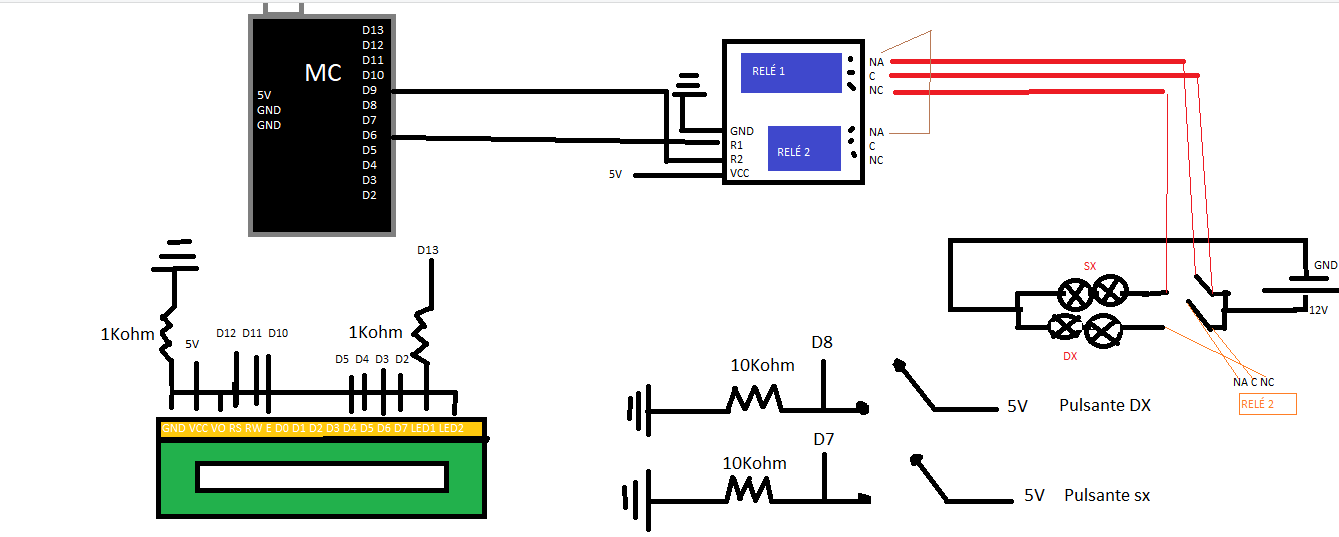 D13
D12
D11
D10
D9
D8
D7
D6
D5
D4
D3
D2
MC
5V
GND
GND
RELÉ 1
NA
C
NC
RELÉ 2
NA
C
NC
GND
R1
R2
VCC
5V
SX
DX
GND
12V
NA C NC
RELÉ 2
D13
1Kohm
1Kohm
5V
D12 D11 D10
D5 D4 D3 D2
GND VCC VO RS RW E D0 D1 D2 D3 D4 D5 D6 D7 LED1 LED2
D8
10Kohm
5V
Pulsante DX
D7
10Kohm
5V
Pulsante sx